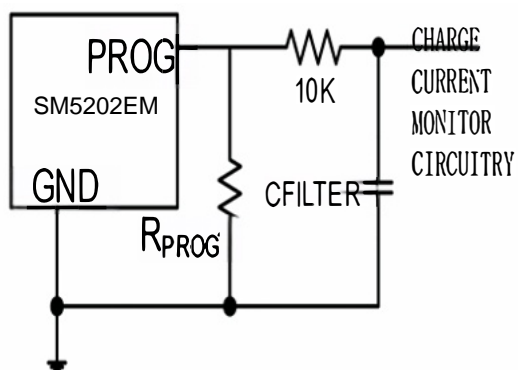 PROG
SM5202EM
GND
RPROG
10K
CFILTER
CHARGE
CURRENT
MONITOR
CIRCUITRY